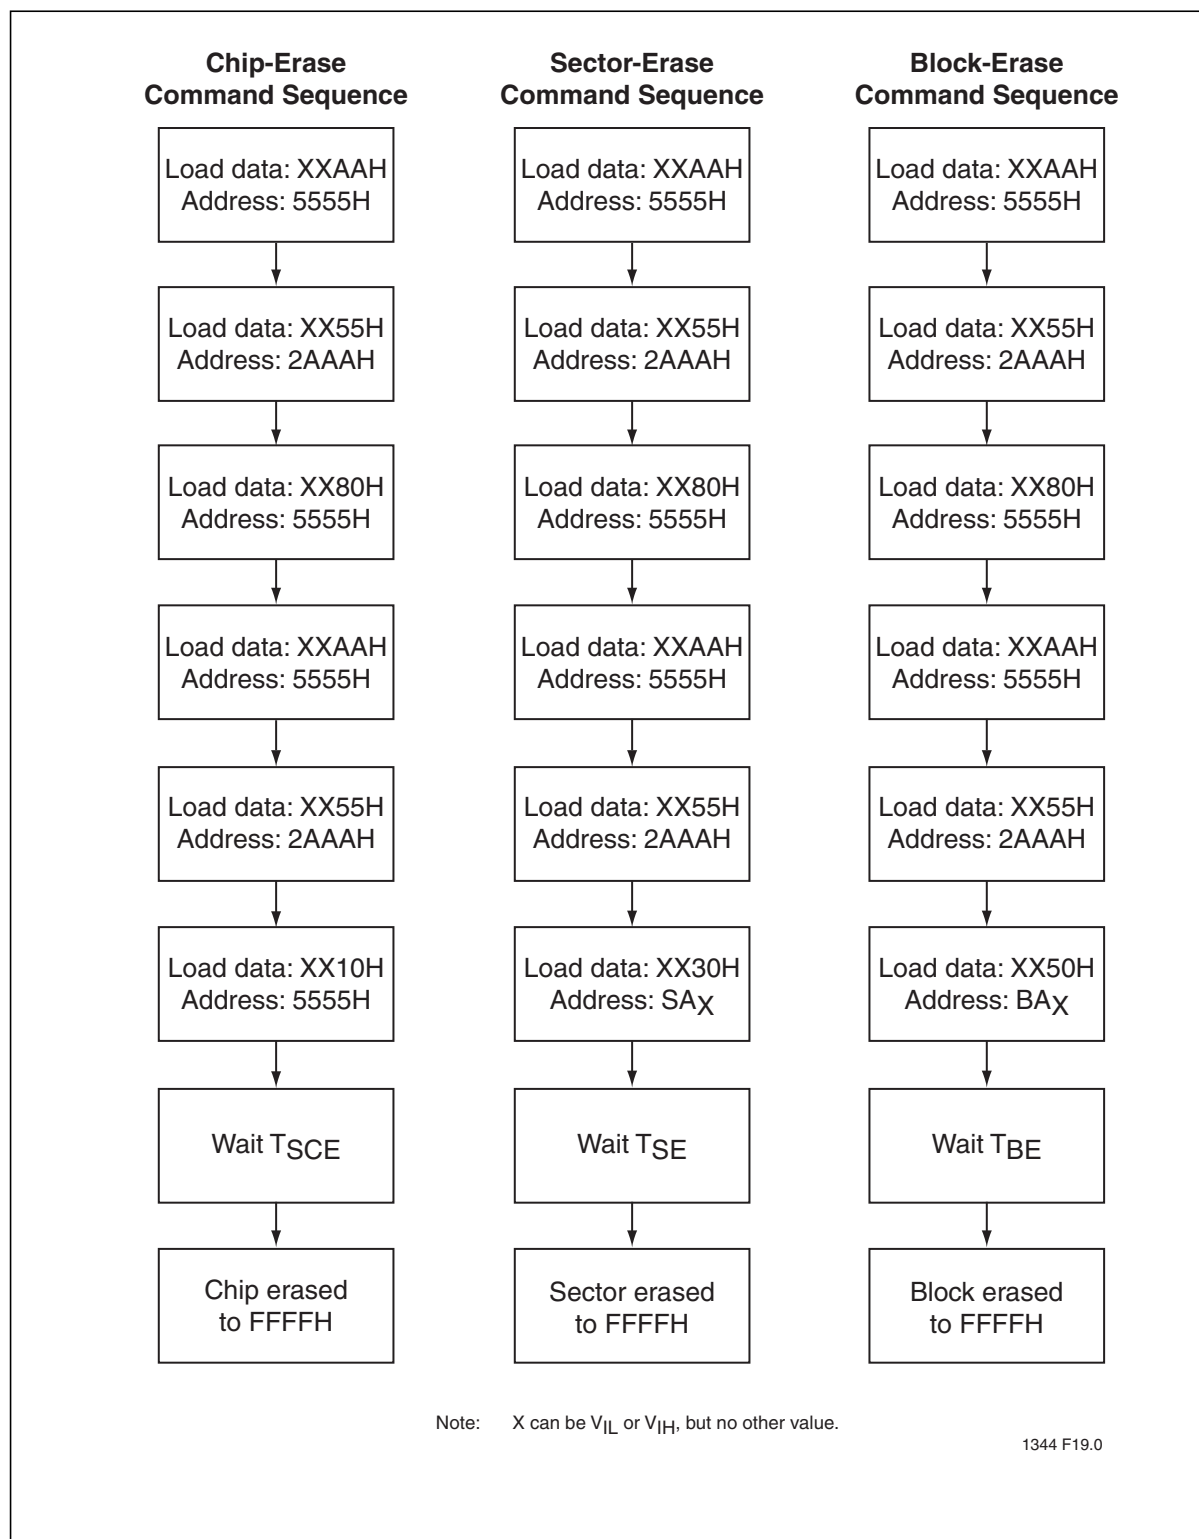 Chip-Erase
Command Sequence
Load data: XXAAH
Address: 5555H
Load data: XX55H
Address: 2AAAH
Load data: XX80H
Address: 5555H
Load data: XXAAH
Address: 5555H
Load data: XX55H
Address: 2AAAH
Load data: XX10H
Address: 5555H
Wait TSCE
Chip erased
to FFFFH
Sector-Erase
Command Sequence
Load data: XXAAH
Address: 5555H
Load data: XX55H
Address: 2AAAH
Load data: XX80H
Address: 5555H
Load data: XXAAH
Address: 5555H
Load data: XX55H
Address: 2AAAH
Load data: XX30H
Address: SAX
Wait TSE
Sector erased
to FFFFH
Block-Erase
Command Sequence
Load data: XXAAH
Address: 5555H
Load data: XX55H
Address: 2AAAH
Load data: XX80H
Address: 5555H
Load data: XXAAH
Address: 5555H
Load data: XX55H
Address: 2AAAH
Load data: XX50H
Address: BAX
Wait TBE
Block erased
to FFFFH
Note: X can be VIL or VIH, but no other value.
1344 F19.0